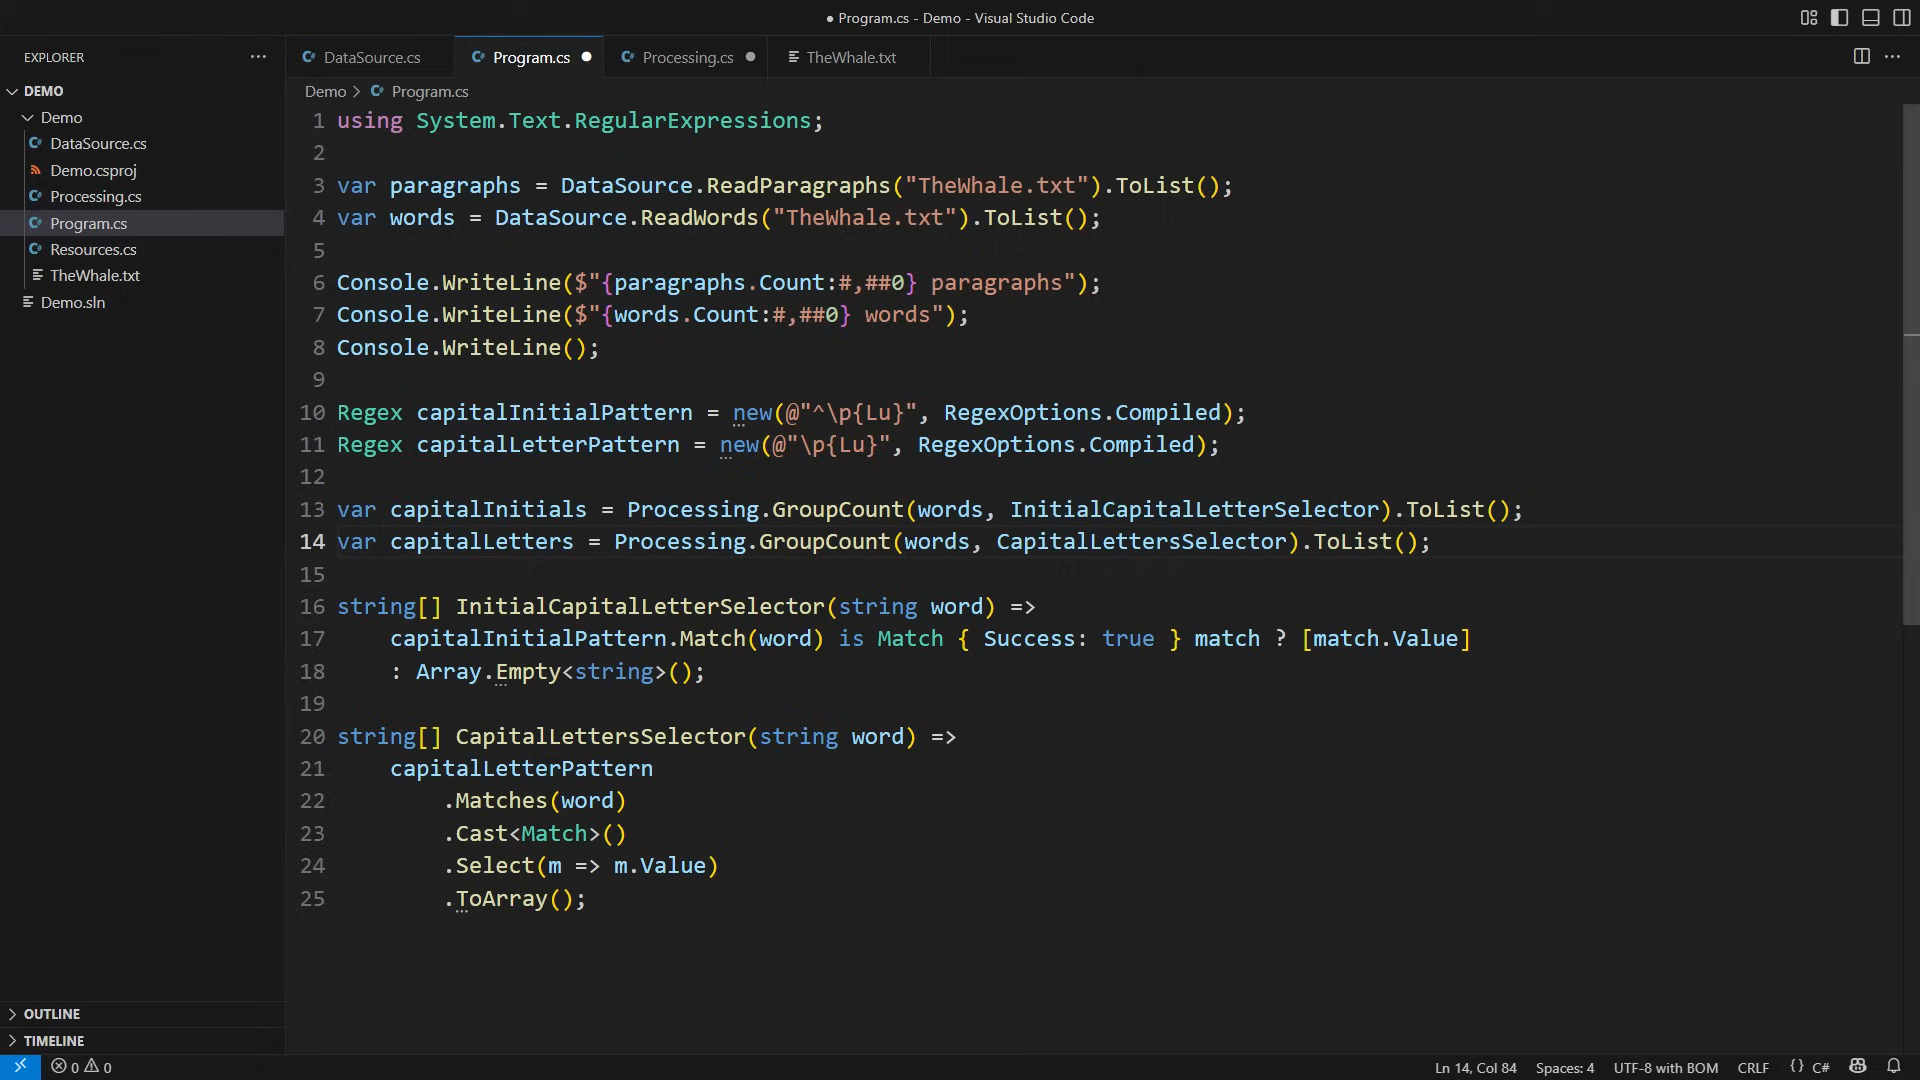 ● Program.cs - Demo - Visual Studio Code
EXPLORER
DataSource.cs
Program.cs
Processing.cs
TheWhale.txt
DEMO
Demo
DataSource.cs
Demo.csproj
Processing.cs
Program.cs
Resources.cs
TheWhale.txt
Demo.sln
Demo > Program.cs
1 using System.Text.RegularExpressions;
2
3 var paragraphs = DataSource.ReadParagraphs("TheWhale.txt").ToList();
4 var words = DataSource.ReadWords("TheWhale.txt").ToList();
5
6 Console.WriteLine($"{paragraphs.Count:#,##0} paragraphs");
7 Console.WriteLine($"{words.Count:#,##0} words");
8 Console.WriteLine();
9
10 Regex capitalInitialPattern = new(@"^\p{Lu}", RegexOptions.Compiled);
11 Regex capitalLetterPattern = new(@"\p{Lu}", RegexOptions.Compiled);
12
13 var capitalInitials = Processing.GroupCount(words, InitialCapitalLetterSelector).ToList();
14 var capitalLetters = Processing.GroupCount(words, CapitalLettersSelector).ToList();
15
16 string[] InitialCapitalLetterSelector(string word) =>
17     capitalInitialPattern.Match(word) is Match { Success: true } match ? [match.Value]
18     : Array.Empty<string>();
19
20 string[] CapitalLettersSelector(string word) =>
21     capitalLetterPattern
22         .Matches(word)
23         .Cast<Match>()
24         .Select(m => m.Value)
25         .ToArray();
OUTLINE
TIMELINE
0 0
Ln 14, Col 84
Spaces: 4
UTF-8 with BOM
CRLF
{} C#